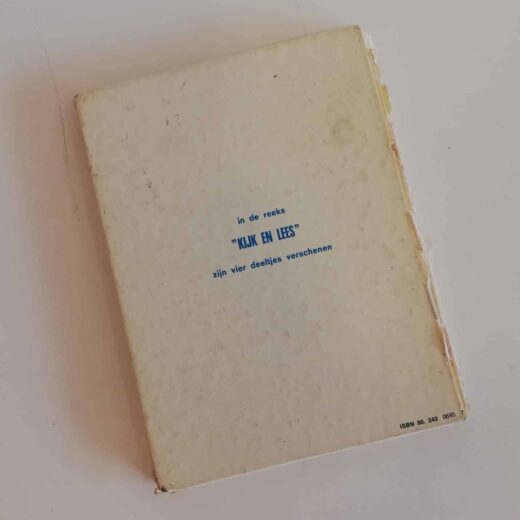 in de reeks
"KIJK EN LEES"
zijn vier deeltjes verschenen
ISBN 90. 243 0695 7